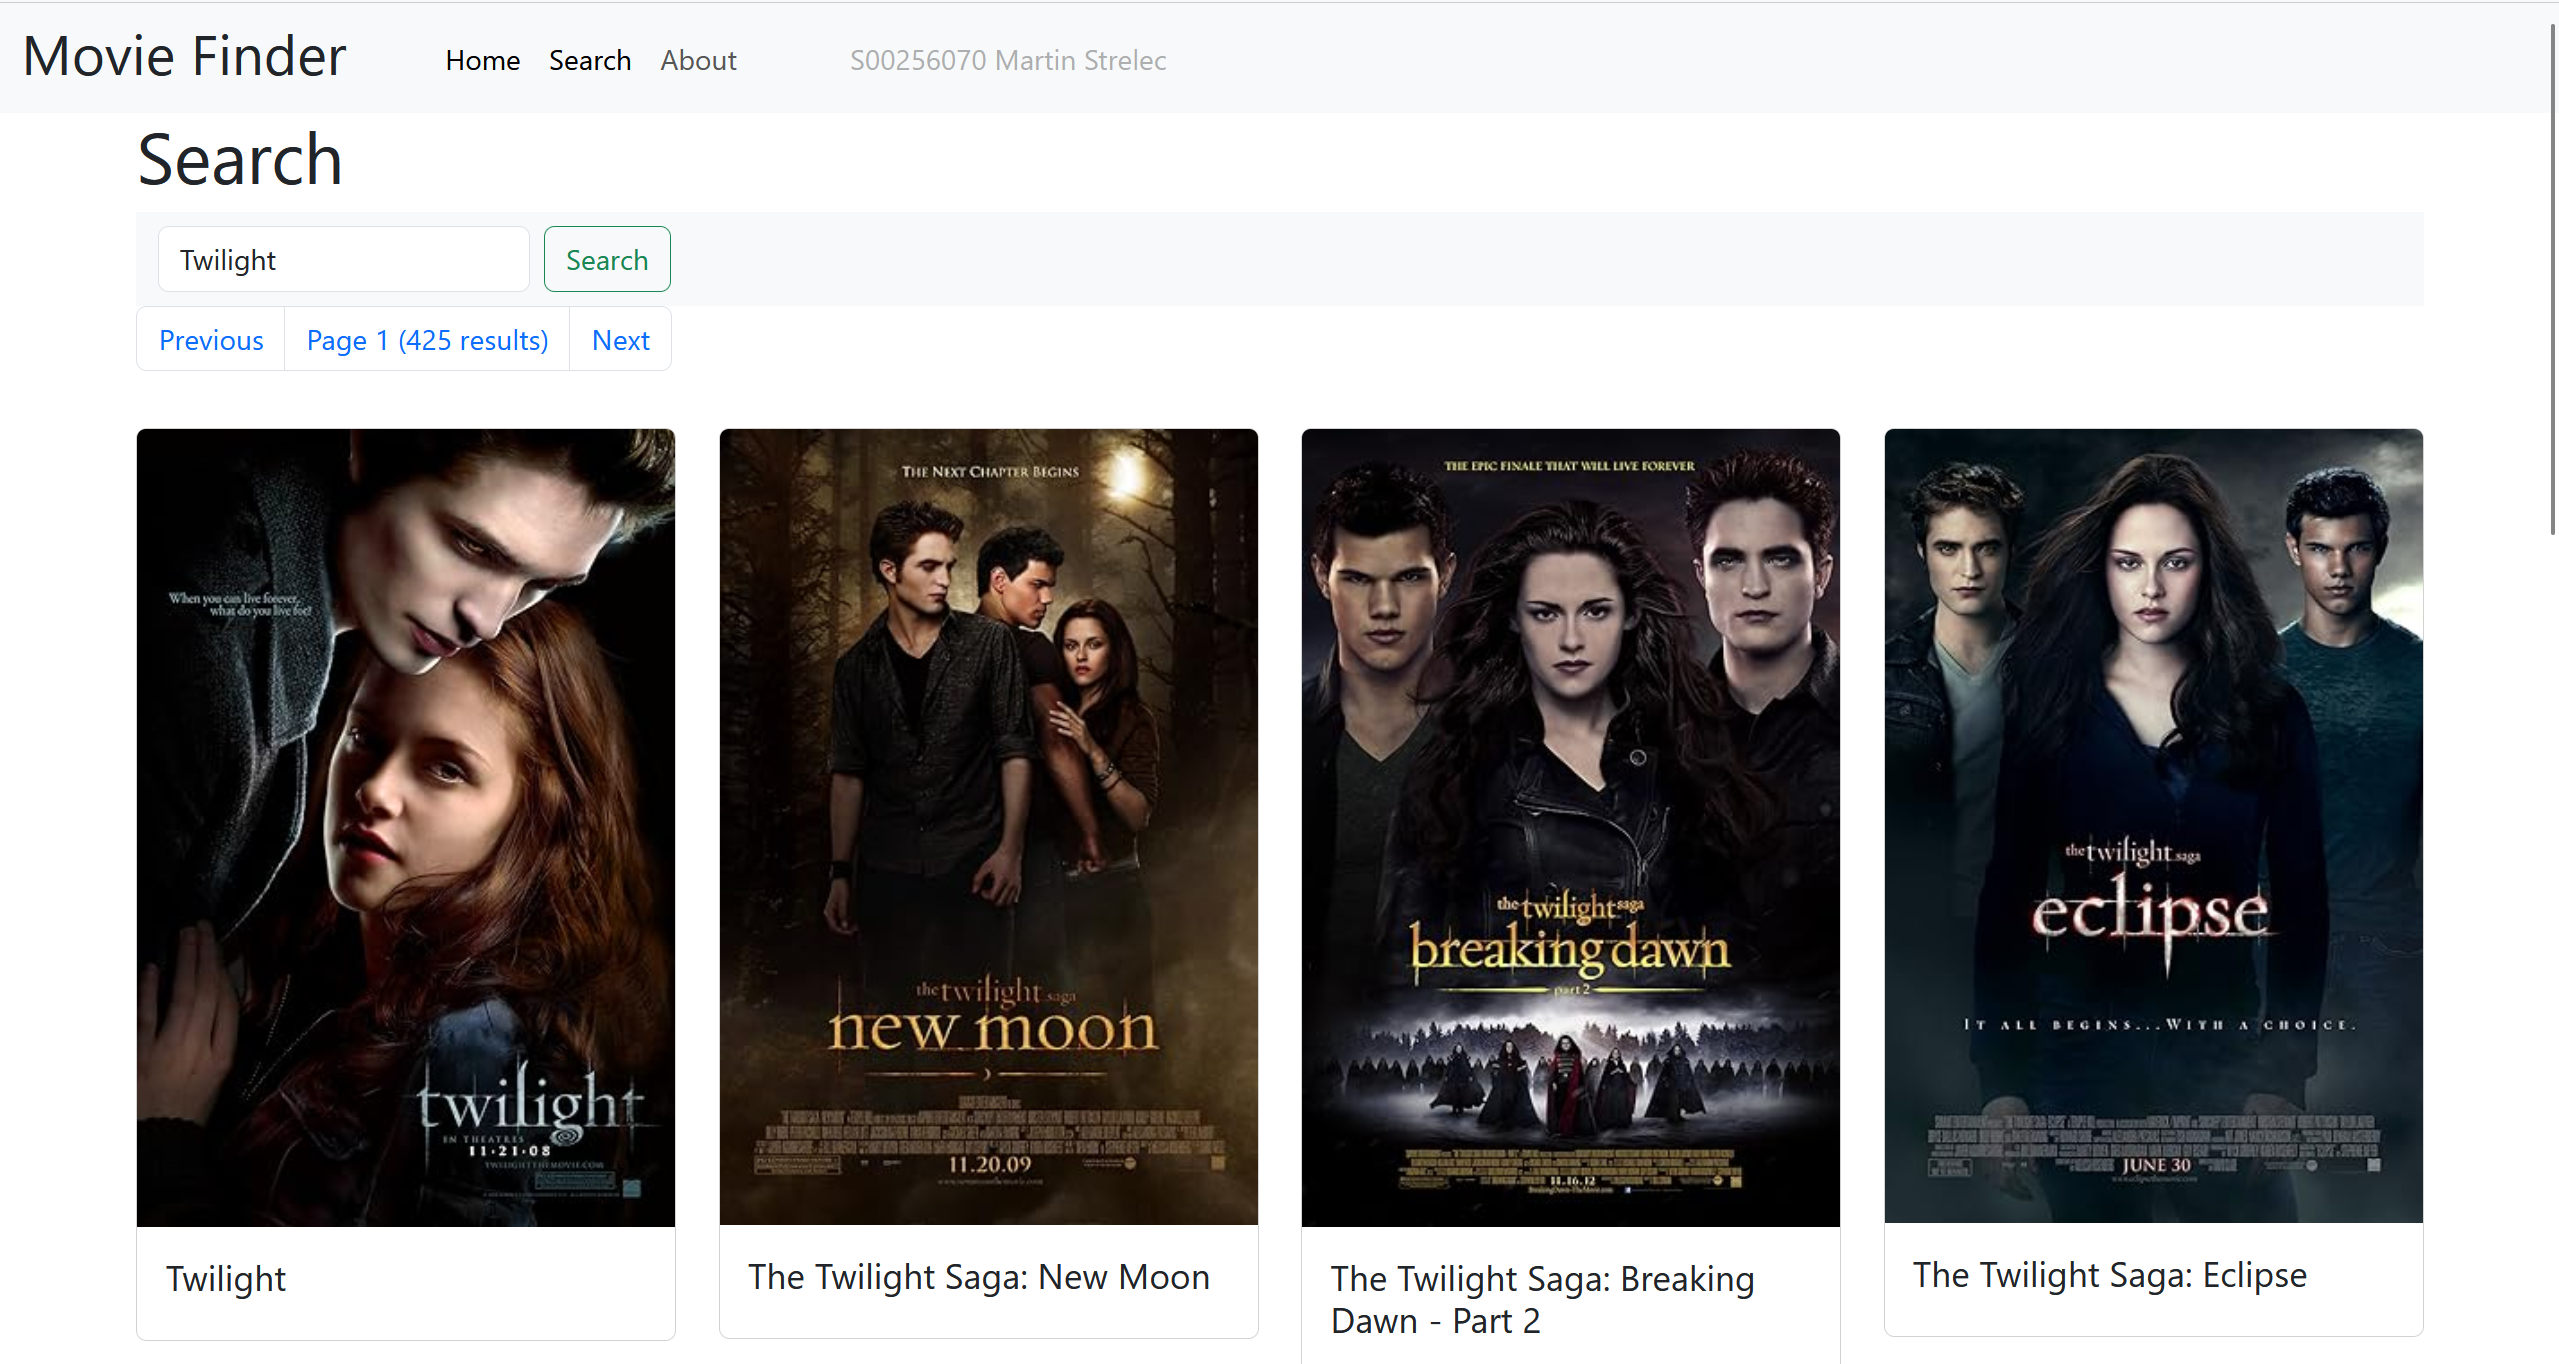 Movie Finder
Home Search About S00256070 Martin Strelec
Search
Twilight Search
Previous Page 1 (425 results) Next
When you can live forever,
what do you live for?
twilight
IN THEATRES
11·21·08
TWILIGHTTHEMOVIE.COM
Twilight
THE NEXT CHAPTER BEGINS
the twilight saga
new moon
11.20.09
The Twilight Saga: New Moon
THE EPIC FINALE THAT WILL LIVE FOREVER
the twilight saga
breaking dawn
part 2
11.16.12
The Twilight Saga: Breaking
Dawn - Part 2
the twilight saga
eclipse
IT ALL BEGINS...WITH A CHOICE.
JUNE 30
The Twilight Saga: Eclipse